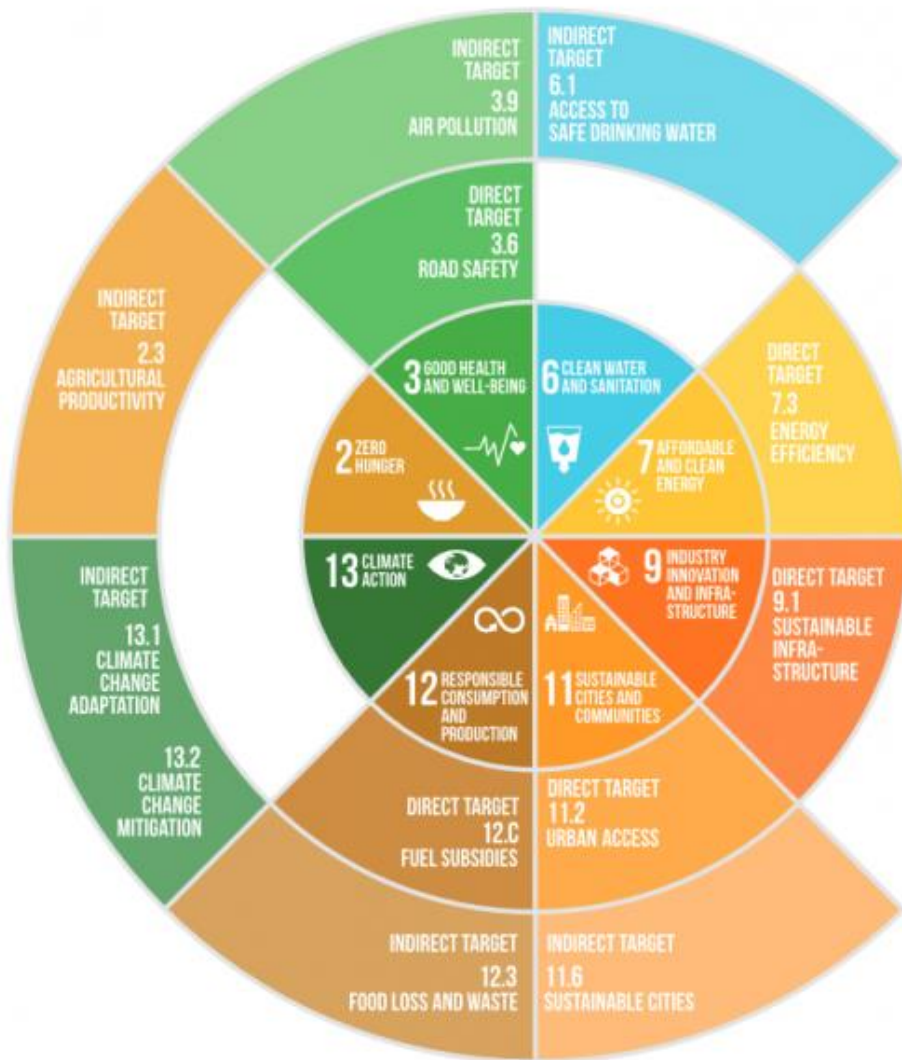 INDIRECT
TARGET
3.9
AIR POLLUTION
INDIRECT
TARGET
6.1
ACCESS TO
SAFE DRINKING WATER
DIRECT
TARGET
3.6
ROAD SAFETY
INDIRECT
TARGET
2.3
AGRICULTURAL
PRODUCTIVITY
3 GOOD HEALTH
AND WELL-BEING
6 CLEAN WATER
AND SANITATION
DIRECT
TARGET
7.3
ENERGY
EFFICIENCY
2 ZERO
HUNGER
7 AFFORDABLE
AND CLEAN
ENERGY
13 CLIMATE
ACTION
9 INDUSTRY
INNOVATION
AND INFRA-
STRUCTURE
INDIRECT
TARGET
13.1
CLIMATE
CHANGE
ADAPTATION
13.2
CLIMATE
CHANGE
MITIGATION
DIRECT TARGET
9.1
SUSTAINABLE
INFRA-
STRUCTURE
12 RESPONSIBLE
CONSUMPTION
AND
PRODUCTION
11 SUSTAINABLE
CITIES AND
COMMUNITIES
DIRECT TARGET
12.C
FUEL SUBSIDIES
DIRECT TARGET
11.2
URBAN ACCESS
INDIRECT TARGET
12.3
FOOD LOSS AND WASTE
INDIRECT TARGET
11.6
SUSTAINABLE CITIES